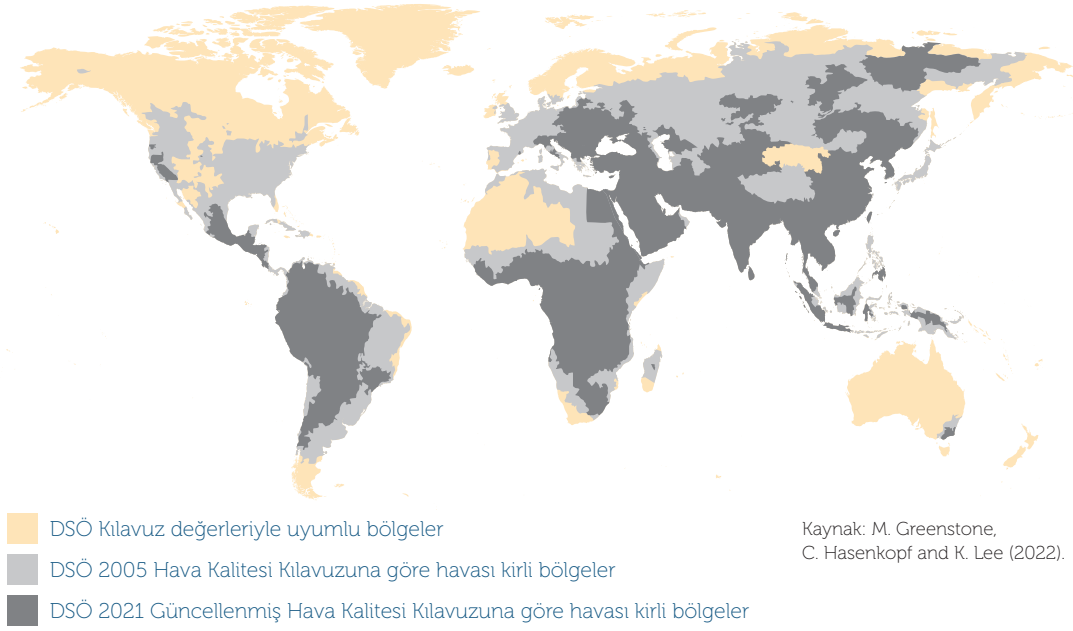 DSÖ Kılavuz değerleriyle uyumlu bölgeler
DSÖ 2005 Hava Kalitesi Kılavuzuna göre havası kirli bölgeler
DSÖ 2021 Güncellenmiş Hava Kalitesi Kılavuzuna göre havası kirli bölgeler
Kaynak: M. Greenstone,
C. Hasenkopf and K. Lee (2022).